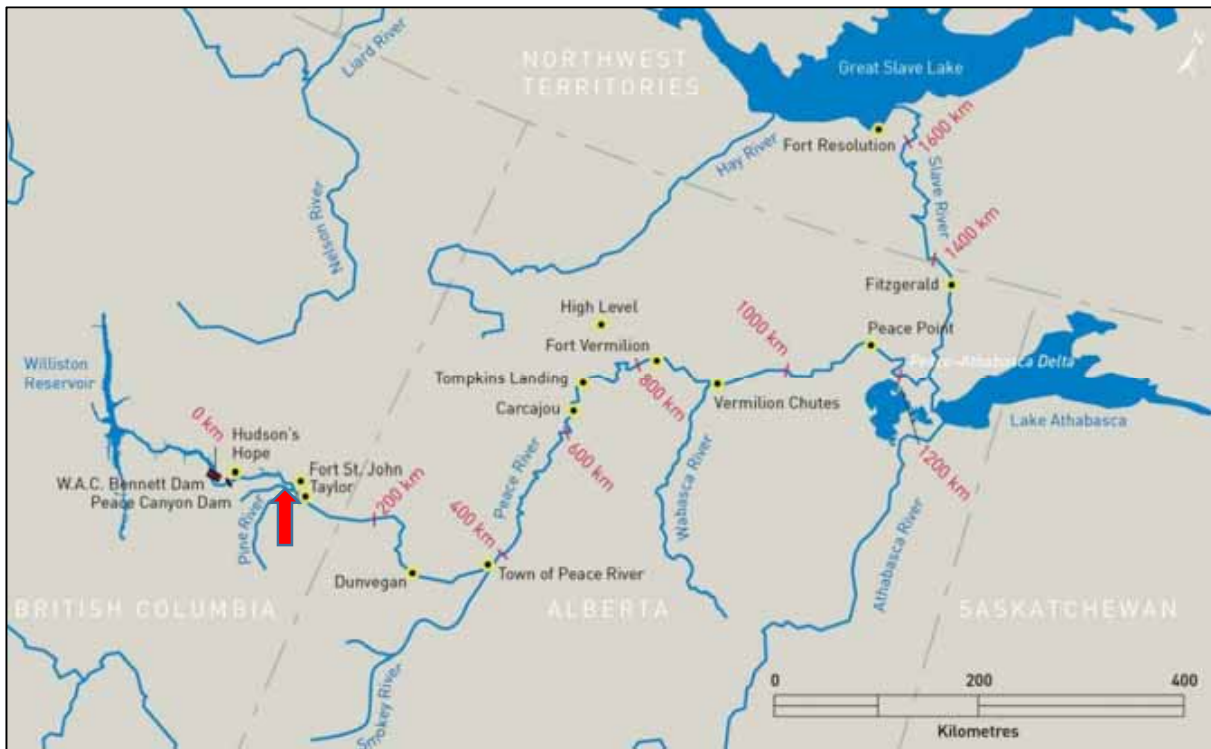 Liard River
NORTHWEST
TERRITORIES
Great Slave Lake
N
Fort Resolution
1600 km
Hay River
Slave River
Nelson River
1400 km
Fitzgerald
High Level
1000 km
Peace Point
Fort Vermilion
Peace-Athabasca Delta
Williston
Reservoir
Tompkins Landing
800 km
Vermilion Chutes
Carcajou
Lake Athabasca
0 km
Hudson's
Hope
600 km
1200 km
W.A.C. Bennett Dam
Fort St. John
Peace Canyon Dam
Taylor
200 km
Peace River
Wabasca River
Pine River
400 km
Athabasca River
Dunvegan
Town of Peace River
BRITISH COLUMBIA
ALBERTA
SASKATCHEWAN
Smokey River
0
200
400
Kilometres